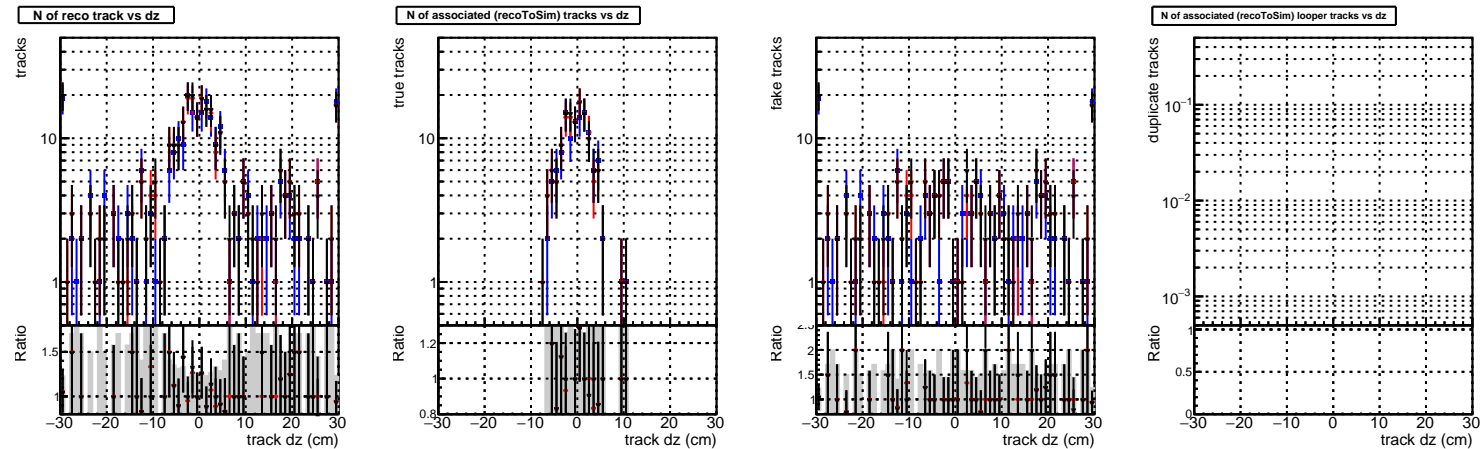 N of reco track vs dz
tracks
10
1
Ratio
1.5
1
−30 −20 −10 0 10 20 30
track dz (cm)
N of associated (recoToSim) tracks vs dz
true tracks
10
1
Ratio
1.2
1
0.8
−30 −20 −10 0 10 20 30
track dz (cm)
fake tracks
10
1
Ratio
2
1.5
1
−30 −20 −10 0 10 20 30
track dz (cm)
N of associated (recoToSim) looper tracks vs dz
duplicate tracks
10−1
10−2
10−3
Ratio
1
0.5
0
−30 −20 −10 0 10 20 30
track dz (cm)